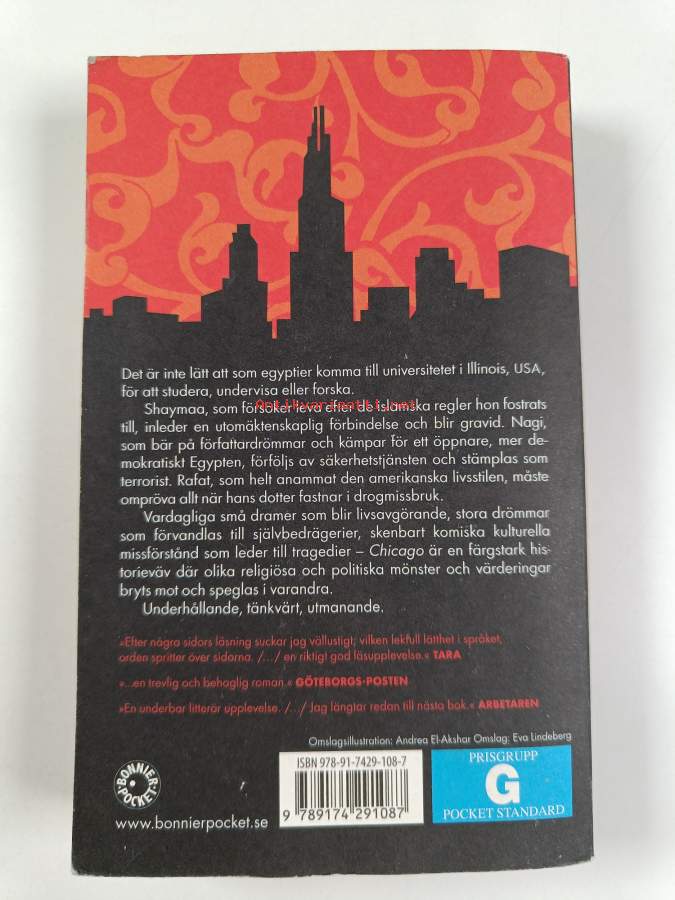 Det är inte lätt att som egyptier komma till universitetet i Illinois, USA,
för att studera, undervisa eller forska.
Antikvariaatti.net
Shaymaa, som försöker leva efter de islamska regler hon fostrats
till, inleder en utomäktenskaplig förbindelse och blir gravid. Nagi,
som bär på författardrömmar och kämpar för ett öppnare, mer de-
mokratiskt Egypten, förföljs av säkerhetstjänsten och stämplas som
terrorist. Rafat, som helt anammat den amerikanska livsstilen, måste
ompröva allt när hans dotter fastnar i drogmissbruk.
Vardagliga små dramer som blir livsavgörande, stora drömmar
som förvandlas till självbedrägerier, skenbart komiska kulturella
missförstånd som leder till tragedier – Chicago är en färgstark his-
torieväv där olika religiösa och politiska mönster och värderingar
bryts mot och speglas i varandra.
Underhållande, tänkvärt, utmanande.
»Efter några sidors läsning suckar jag vällustigt; vilken lekfull lätthet i språket,
orden spritter över sidorna. /.../ en riktigt god läsupplevelse.« TARA
»...en trevlig och behaglig roman.« GÖTEBORGS-POSTEN
»En underbar litterär upplevelse. /.../ Jag längtar redan till nästa bok.« ARBETAREN
Omslagsillustration: Andrea El-Akshar Omslag: Eva Lindeberg
BONNIER POCKET
www.bonnierpocket.se
ISBN 978-91-7429-108-7
9 789174 291087
PRISGRUPP
G
POCKET STANDARD